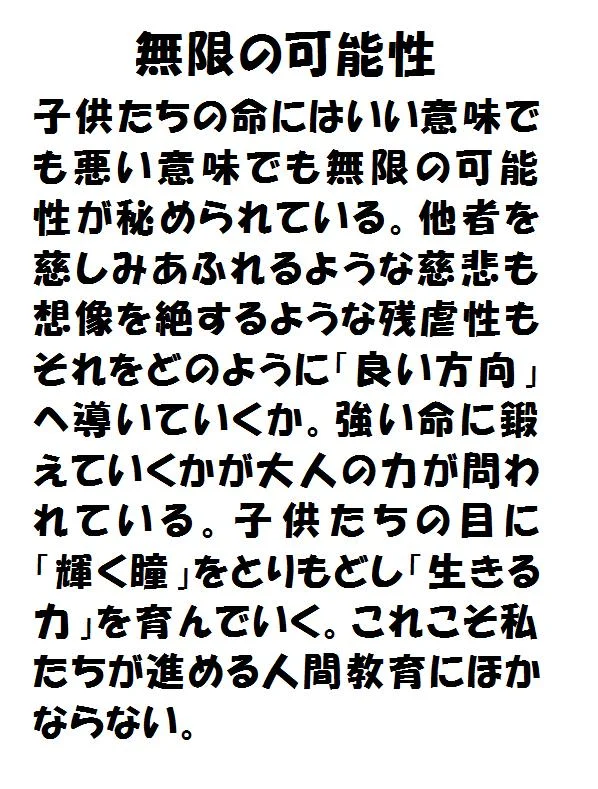 無限の可能性
子供たちの命にはいい意味で
も悪い意味でも無限の可能
性が秘められている。他者を
慈しみあふれるような慈悲も
想像を絶するような残虐性も
それをどのように「良い方向」
へ導いていくか。強い命に鍛
えていくかが大人の力が問わ
れている。子供たちの目に
「輝く瞳」をとりもどし「生きる
力」を育んでいく。これこそ私
たちが進める人間教育にほか
ならない。